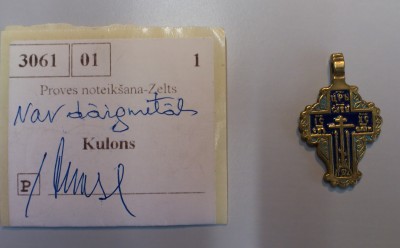 3061 01 1
Proves noteikšana-Zelts
Nav dārgmetāls
Kulons
P